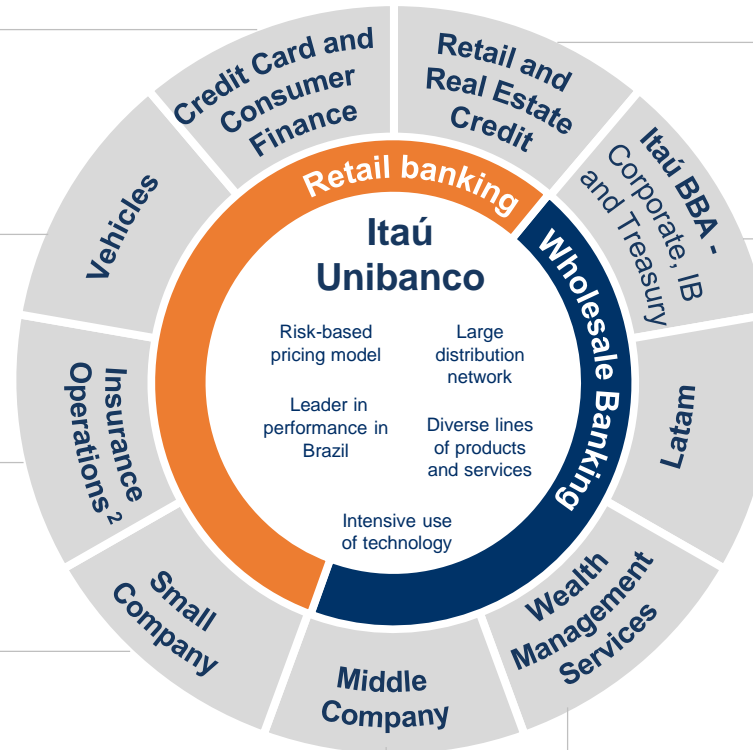 Credit Card and
Consumer
Finance
Retail and
Real Estate
Credit
Itaú BBA -
Corporate, IB
and Treasury
Latam
Wealth
Management
Services
Middle
Company
Small
Company
Insurance
Operations 2
Vehicles
Retail banking
Wholesale Banking
Itaú
Unibanco
Risk-based
pricing model
Large
distribution
network
Leader in
performance in
Brazil
Diverse lines
of products
and services
Intensive use
of technology